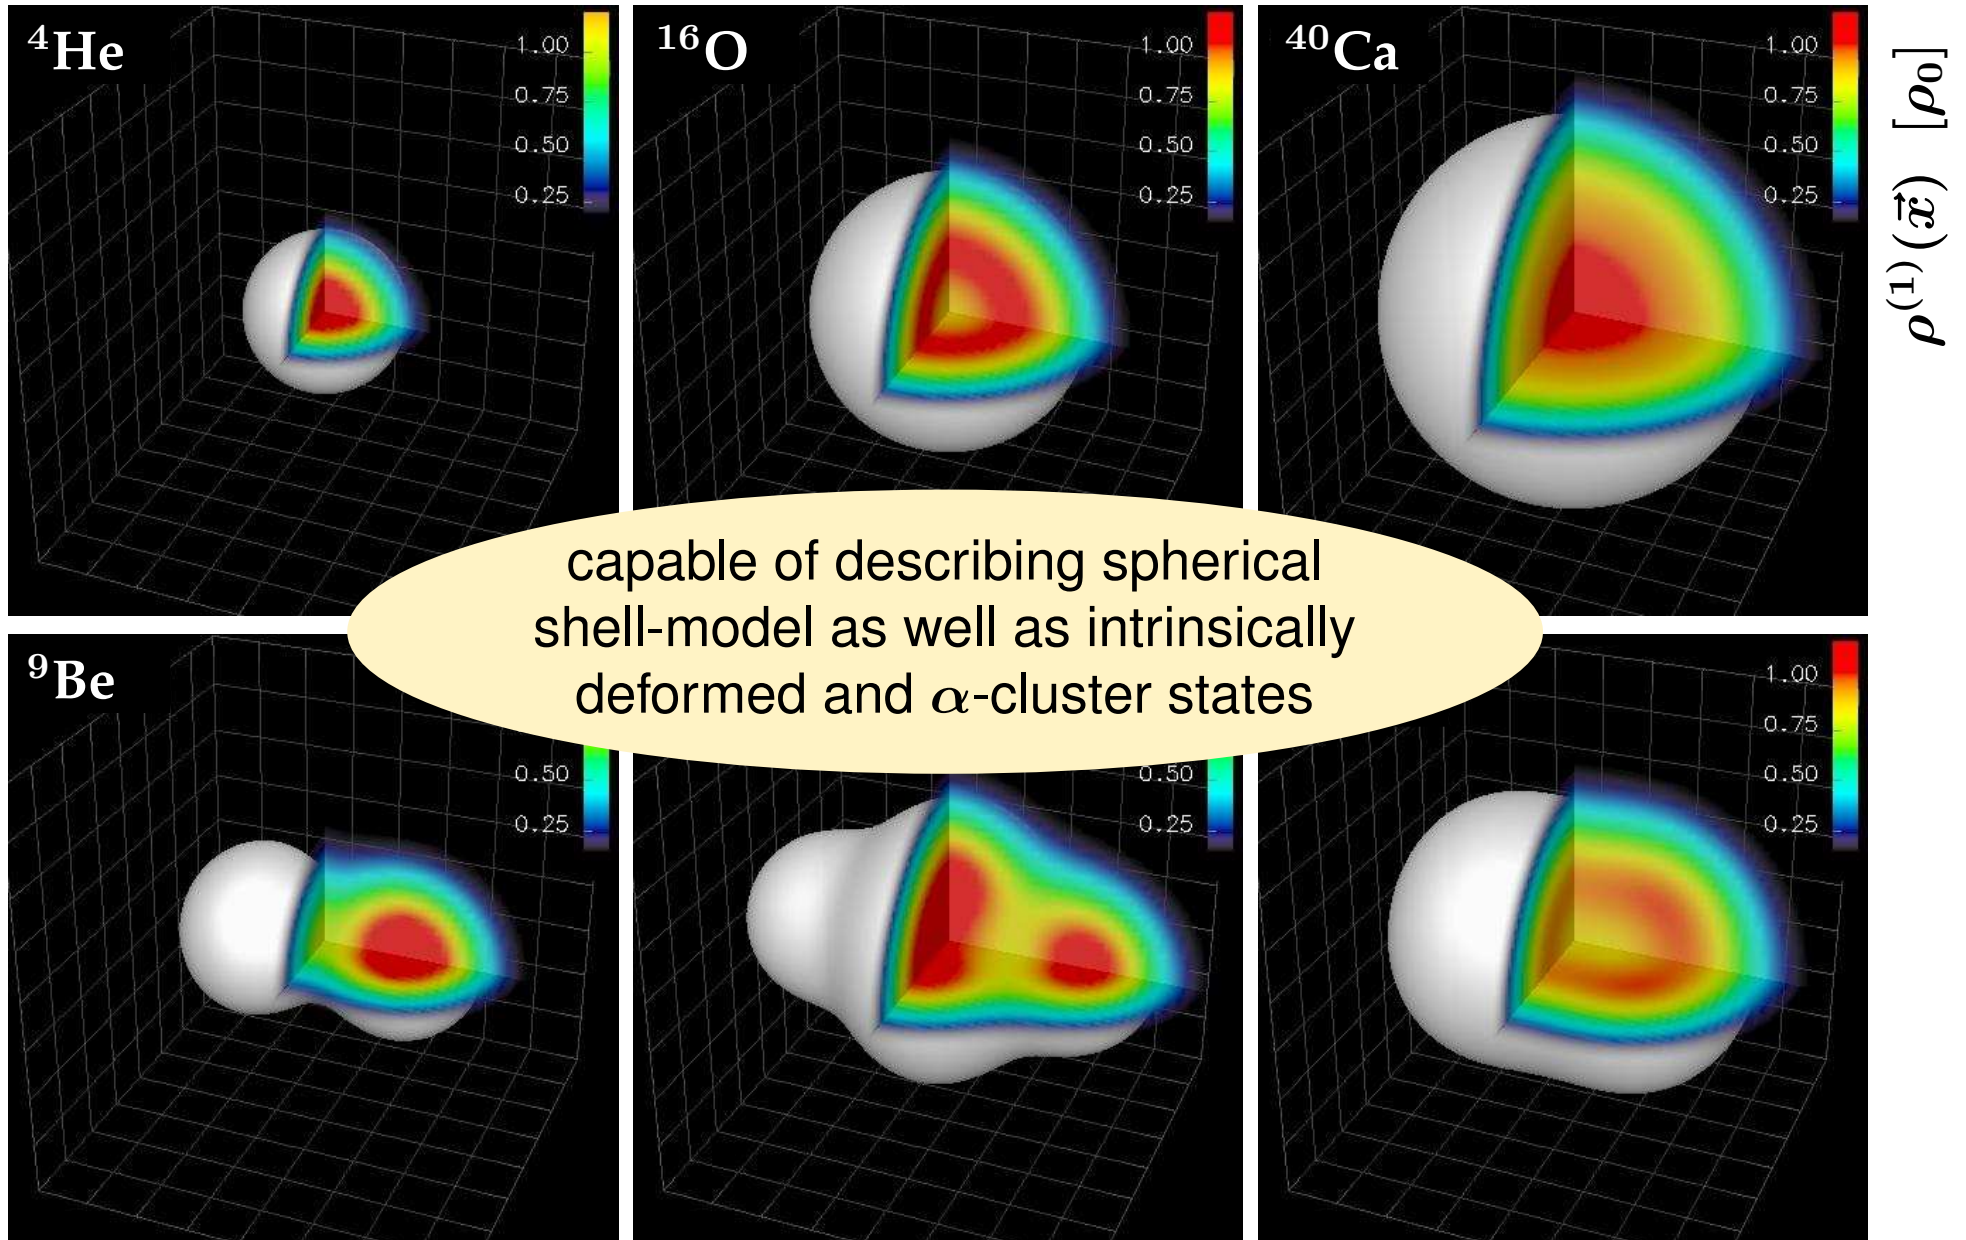 ⁴He
1.00
0.75
0.50
0.25
¹⁶O
1.00
0.75
0.50
0.25
⁴⁰Ca
1.00
0.75
0.50
0.25
ρ⁽¹⁾(x⃗) [ρ₀]
capable of describing spherical
shell-model as well as intrinsically
deformed and α-cluster states
⁹Be
0.50
0.25
0.50
0.25
1.00
0.75
0.50
0.25